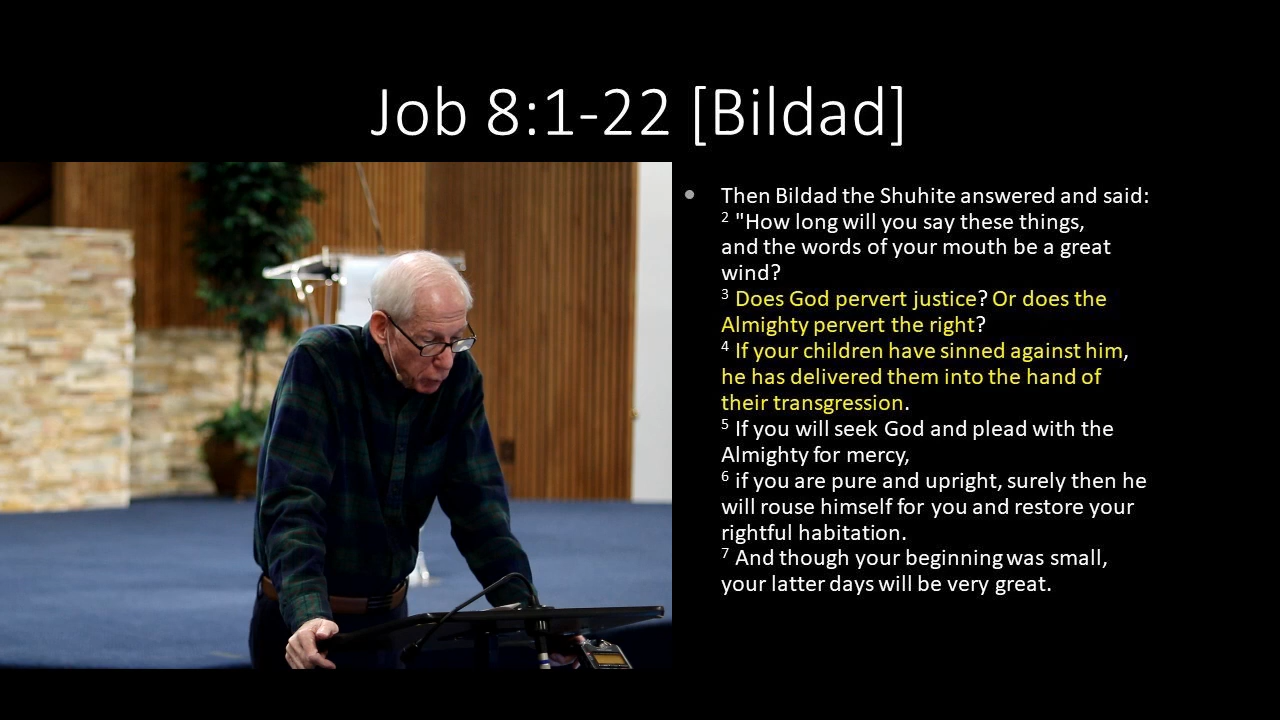 Job 8:1-22 [Bildad]
Then Bildad the Shuhite answered and said:
2 "How long will you say these things,
and the words of your mouth be a great
wind?
3 Does God pervert justice? Or does the
Almighty pervert the right?
4 If your children have sinned against him,
he has delivered them into the hand of
their transgression.
5 If you will seek God and plead with the
Almighty for mercy,
6 if you are pure and upright, surely then he
will rouse himself for you and restore your
rightful habitation.
7 And though your beginning was small,
your latter days will be very great.